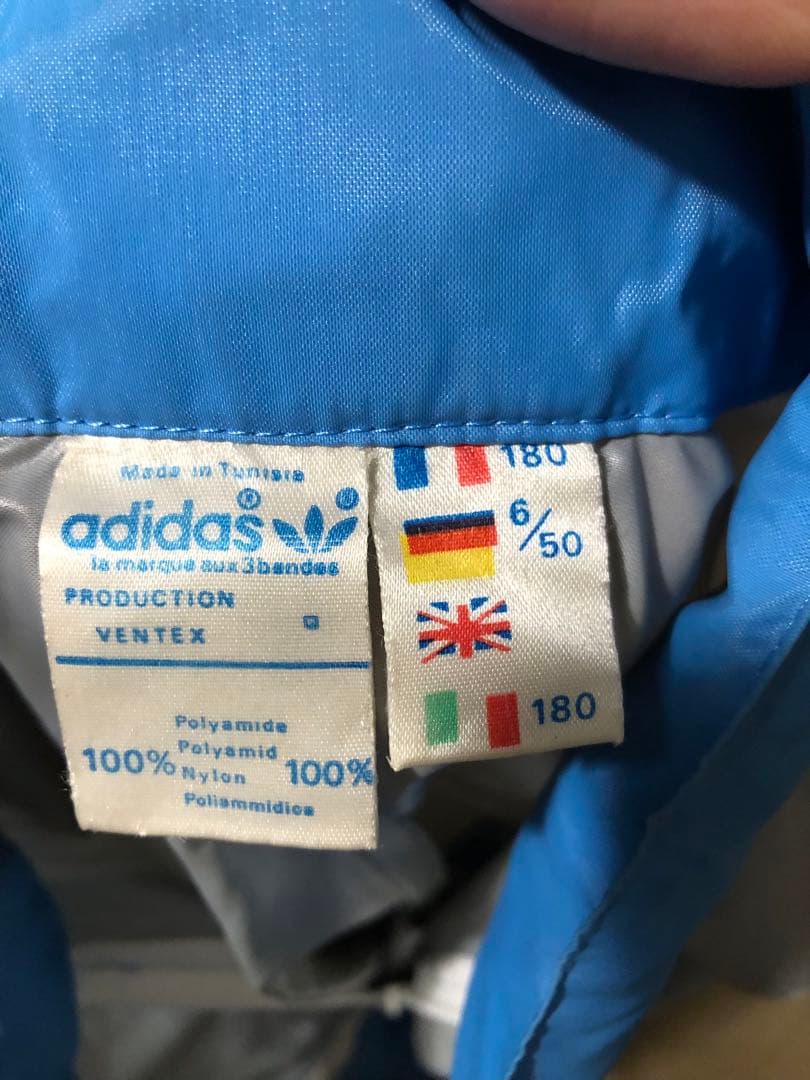 Made in Tunisia
adidas®
la marque aux 3 bandes
PRODUCTION
VENTEX
Polyamide
100% Polyamid 100%
Nylon
Poliammidica
180
6/50
180